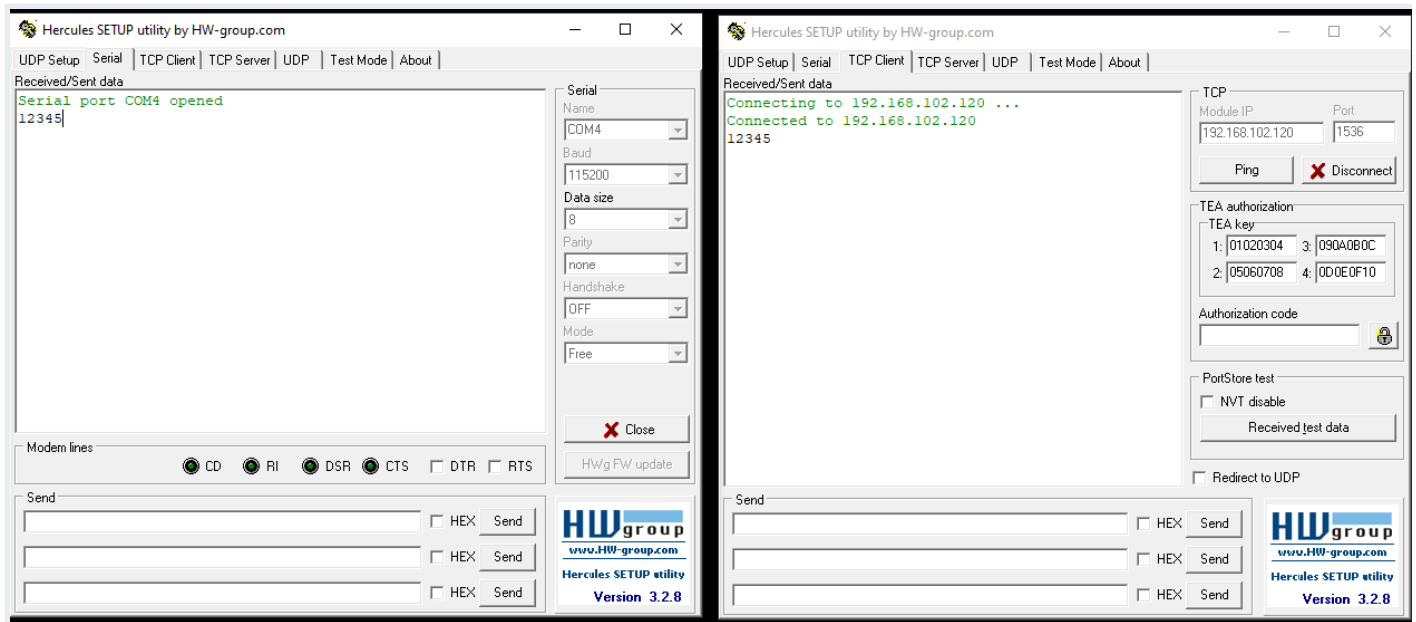 Hercules SETUP utility by HW-group.com
UDP Setup Serial TCP Client TCP Server UDP Test Mode About
Received/Sent data
Serial port COM4 opened
12345
Serial
Name
COM4
Baud
115200
Data size
8
Parity
none
Handshake
OFF
Mode
Free
Close
HWg FW update
Modem lines
CD RI DSR CTS DTR RTS
Send
HEX Send
HEX Send
HEX Send
HW group
www.HW-group.com
Hercules SETUP utility
Version 3.2.8
Hercules SETUP utility by HW-group.com
UDP Setup Serial TCP Client TCP Server UDP Test Mode About
Received/Sent data
Connecting to 192.168.102.120 ...
Connected to 192.168.102.120
12345
TCP
Module IP Port
192.168.102.120 1536
Ping Disconnect
TEA authorization
TEA key
1: 01020304 3: 090A0B0C
2: 05060708 4: 0D0E0F10
Authorization code
PortStore test
NVT disable
Received test data
Redirect to UDP
Send
HEX Send
HEX Send
HEX Send
HW group
www.HW-group.com
Hercules SETUP utility
Version 3.2.8